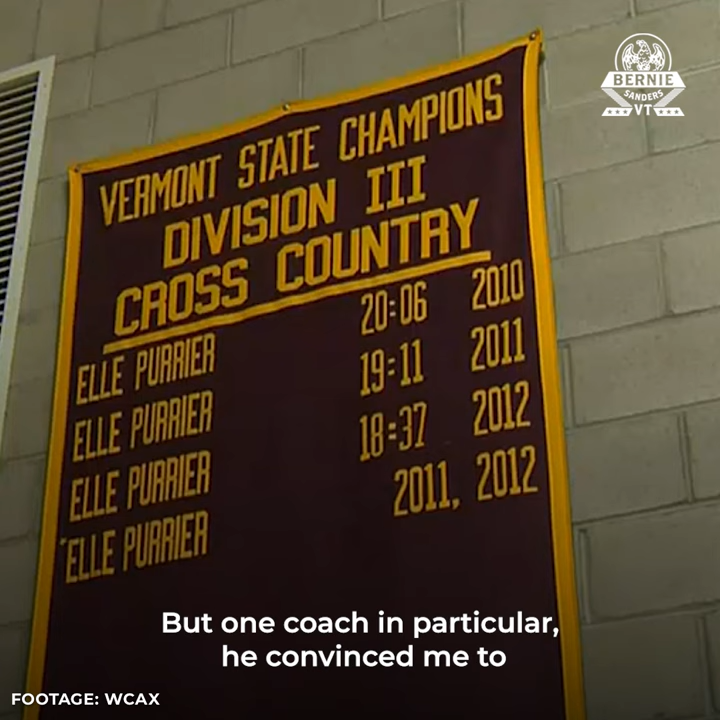 BERNIE
SANDERS
VT
VERMONT STATE CHAMPIONS
DIVISION III
CROSS COUNTRY
ELLE PURRIER 20:06 2010
ELLE PURRIER 19:11 2011
ELLE PURRIER 18:37 2012
*ELLE PURRIER 2011, 2012
But one coach in particular,
he convinced me to
FOOTAGE: WCAX